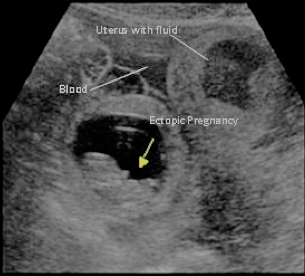 Uterus with fluid
Blood
Ectopic Pregnancy